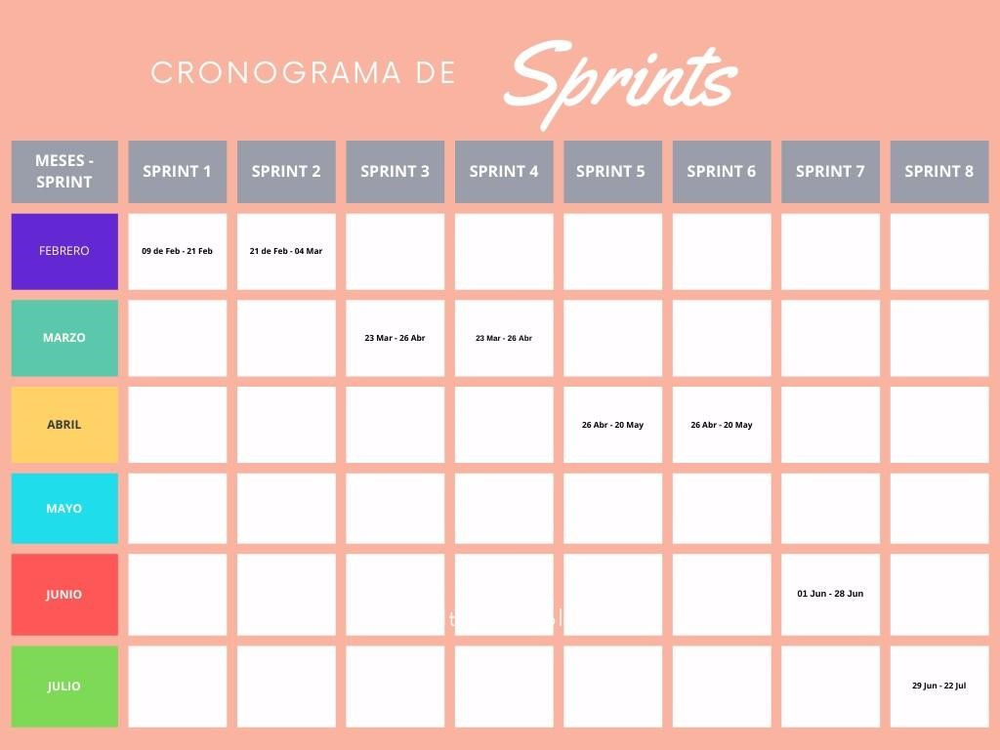 CRONOGRAMA DE Sprints
MESES -
SPRINT
SPRINT 1 SPRINT 2 SPRINT 3 SPRINT 4 SPRINT 5 SPRINT 6 SPRINT 7 SPRINT 8
FEBRERO 09 de Feb - 21 Feb 21 de Feb - 04 Mar
MARZO 23 Mar - 26 Abr 23 Mar - 26 Abr
ABRIL 26 Abr - 20 May 26 Abr - 20 May
MAYO
JUNIO 01 Jun - 28 Jun
JULIO 29 Jun - 22 Jul